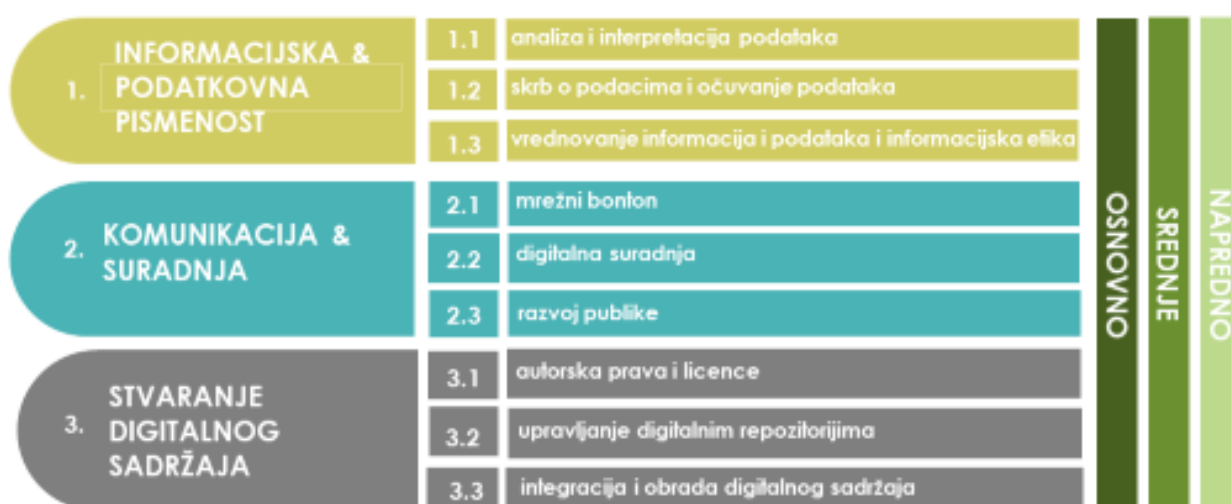 1.
INFORMACIJSKA &
PODATKOVNA
PISMENOST
1.1 analiza i interpretacija podataka
1.2 skrb o podacima i očuvanje podataka
1.3 vrednovanje informacija i podataka i informacijska etika
2.
KOMUNIKACIJA &
SURADNJA
2.1 mrežni bonton
2.2 digitalna suradnja
2.3 razvoj publike
3.
STVARANJE
DIGITALNOG
SADRŽAJA
3.1 autorska prava i licence
3.2 upravljanje digitalnim repozitorijima
3.3 integracija i obrada digitalnog sadržaja
OSNOVNO
SREDNJE
NAPREDNO